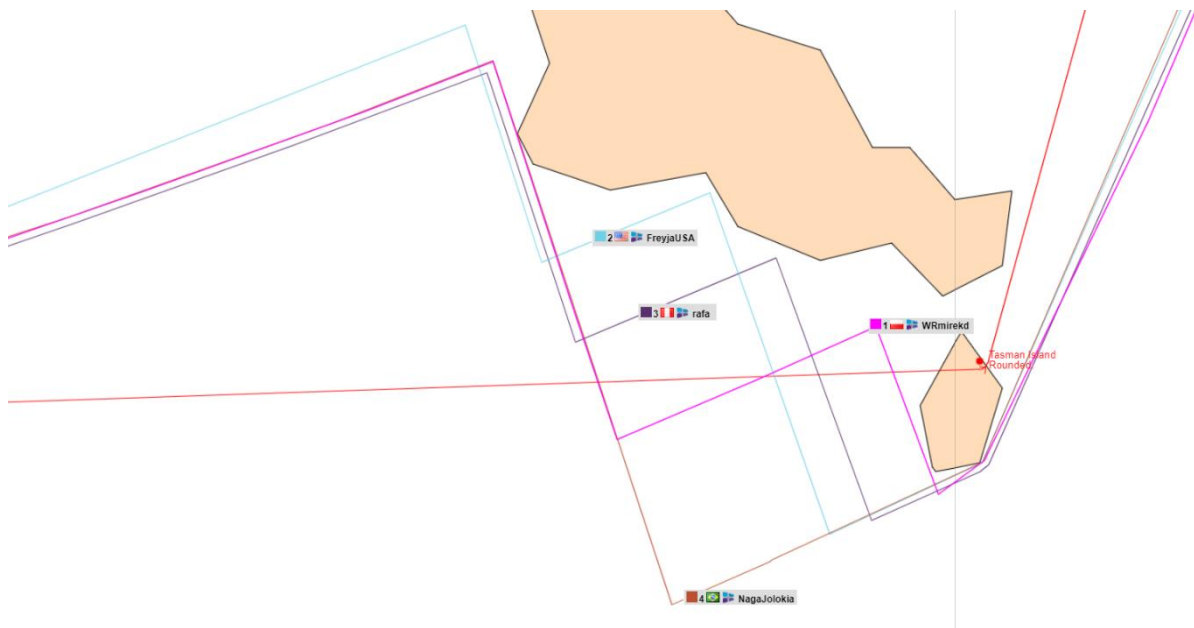 2 FreyjaUSA
3 rafa
1 WRmirekd
Tasman Island
Rounded
4 NagaJolokia